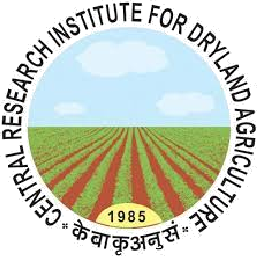 CENTRAL RESEARCH INSTITUTE FOR DRYLAND AGRICULTURE
1985
केबाकृअनुसं